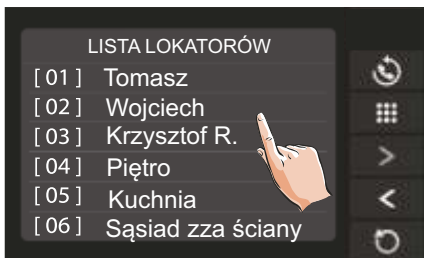 LISTA LOKATORÓW
[ 01 ] Tomasz
[ 02 ] Wojciech
[ 03 ] Krzysztof R.
[ 04 ] Piętro
[ 05 ] Kuchnia
[ 06 ] Sąsiad zza ściany